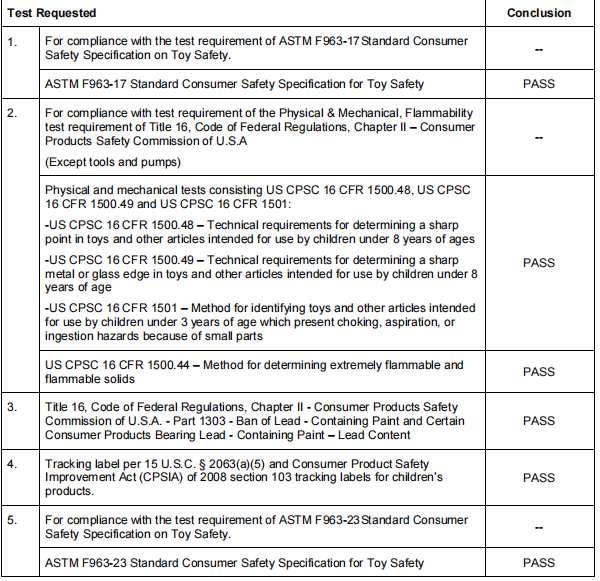 Test Requested Conclusion
1. For compliance with the test requirement of ASTM F963-17Standard Consumer
Safety Specification on Toy Safety.
--
ASTM F963-17 Standard Consumer Safety Specification for Toy Safety PASS
2. For compliance with test requirement of the Physical & Mechanical, Flammability
test requirement of Title 16, Code of Federal Regulations, Chapter II – Consumer
Products Safety Commission of U.S.A
(Except tools and pumps)
--
Physical and mechanical tests consisting US CPSC 16 CFR 1500.48, US CPSC
16 CFR 1500.49 and US CPSC 16 CFR 1501:
-US CPSC 16 CFR 1500.48 – Technical requirements for determining a sharp
point in toys and other articles intended for use by children under 8 years of ages
-US CPSC 16 CFR 1500.49 – Technical requirements for determining a sharp
metal or glass edge in toys and other articles intended for use by children under 8
years of age
-US CPSC 16 CFR 1501 – Method for identifying toys and other articles intended
for use by children under 3 years of age which present choking, aspiration, or
ingestion hazards because of small parts
PASS
US CPSC 16 CFR 1500.44 – Method for determining extremely flammable and
flammable solids
PASS
3. Title 16, Code of Federal Regulations, Chapter II - Consumer Products Safety
Commission of U.S.A. - Part 1303 - Ban of Lead - Containing Paint and Certain
Consumer Products Bearing Lead - Containing Paint – Lead Content
PASS
4. Tracking label per 15 U.S.C. § 2063(a)(5) and Consumer Product Safety
Improvement Act (CPSIA) of 2008 section 103 tracking labels for children's
products.
PASS
5. For compliance with the test requirement of ASTM F963-23Standard Consumer
Safety Specification on Toy Safety.
--
ASTM F963-23 Standard Consumer Safety Specification for Toy Safety PASS